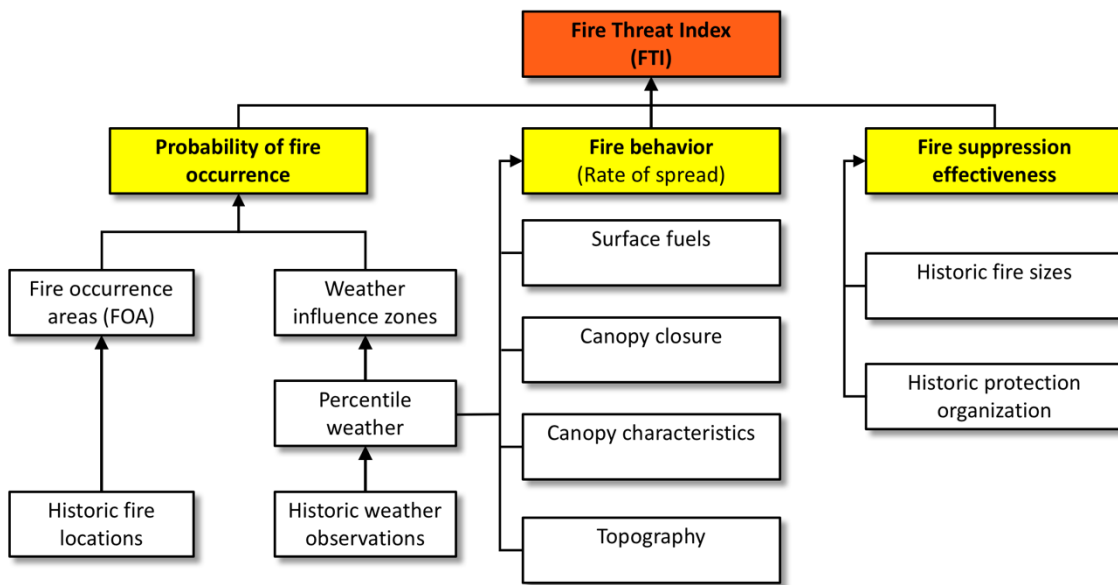 Fire Threat Index
(FTI)
Probability of fire
occurrence
Fire behavior
(Rate of spread)
Fire suppression
effectiveness
Surface fuels
Fire occurrence
areas (FOA)
Weather
influence zones
Historic fire sizes
Canopy closure
Percentile
weather
Historic protection
organization
Canopy characteristics
Historic fire
locations
Historic weather
observations
Topography